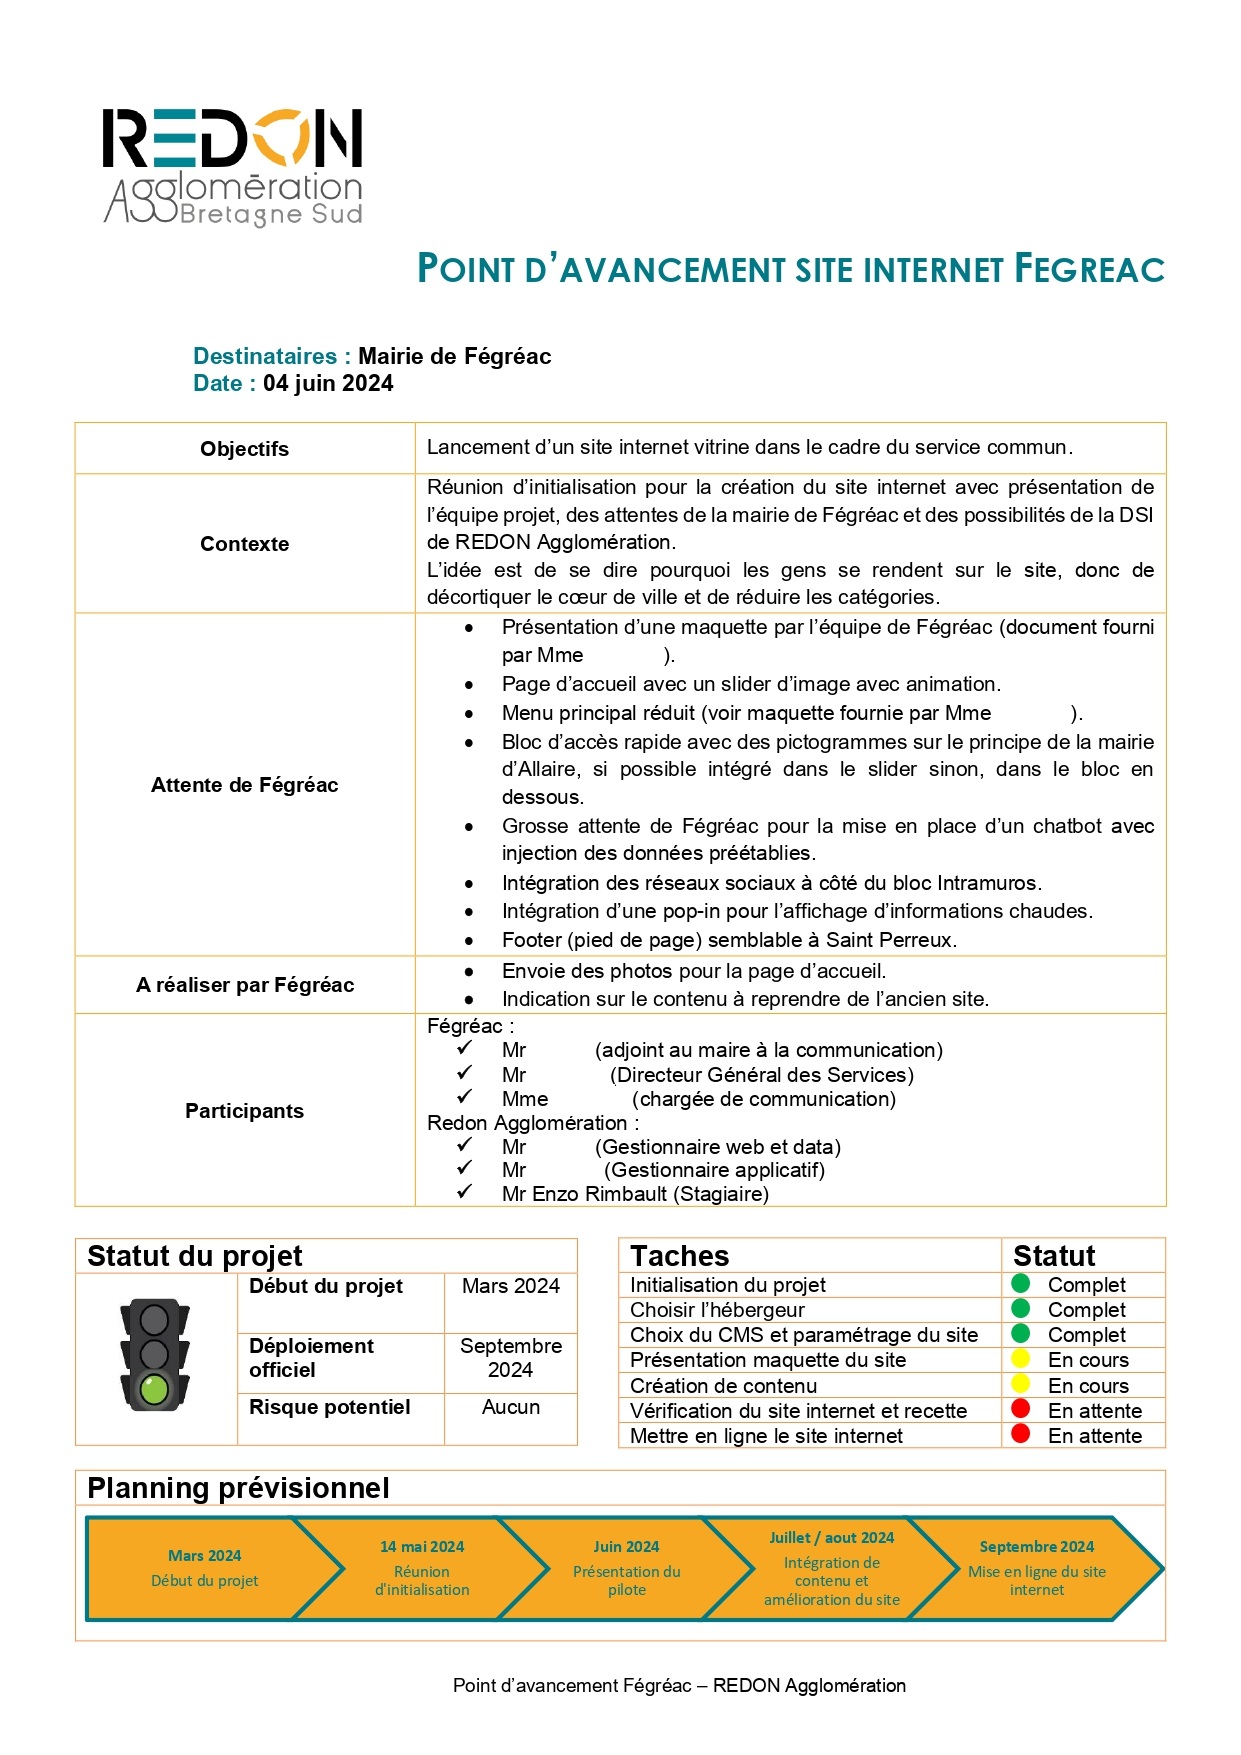 REDON
Agglomération
Bretagne Sud
POINT D’AVANCEMENT SITE INTERNET FEGREAC
Destinataires : Mairie de Fégréac
Date : 04 juin 2024
Objectifs
Lancement d’un site internet vitrine dans le cadre du service commun.
Contexte
Réunion d’initialisation pour la création du site internet avec présentation de
l’équipe projet, des attentes de la mairie de Fégréac et des possibilités de la DSI
de REDON Agglomération.
L’idée est de se dire pourquoi les gens se rendent sur le site, donc de
décortiquer le cœur de ville et de réduire les catégories.
Attente de Fégréac
• Présentation d’une maquette par l’équipe de Fégréac (document fourni
par Mme ).
• Page d’accueil avec un slider d’image avec animation.
• Menu principal réduit (voir maquette fournie par Mme ).
• Bloc d’accès rapide avec des pictogrammes sur le principe de la mairie
d’Allaire, si possible intégré dans le slider sinon, dans le bloc en
dessous.
• Grosse attente de Fégréac pour la mise en place d’un chatbot avec
injection des données préétablies.
• Intégration des réseaux sociaux à côté du bloc Intramuros.
• Intégration d’une pop-in pour l’affichage d’informations chaudes.
• Footer (pied de page) semblable à Saint Perreux.
A réaliser par Fégréac
• Envoie des photos pour la page d’accueil.
• Indication sur le contenu à reprendre de l’ancien site.
Participants
Fégréac :
✓ Mr (adjoint au maire à la communication)
✓ Mr (Directeur Général des Services)
✓ Mme (chargée de communication)
Redon Agglomération :
✓ Mr (Gestionnaire web et data)
✓ Mr (Gestionnaire applicatif)
✓ Mr Enzo Rimbault (Stagiaire)
Statut du projet
Début du projet Mars 2024
Déploiement
officiel
Septembre
2024
Risque potentiel Aucun
Taches Statut
Initialisation du projet Complet
Choisir l’hébergeur Complet
Choix du CMS et paramétrage du site Complet
Présentation maquette du site En cours
Création de contenu En cours
Vérification du site internet et recette En attente
Mettre en ligne le site internet En attente
Planning prévisionnel
Mars 2024
Début du projet
14 mai 2024
Réunion
d'initialisation
Juin 2024
Présentation du
pilote
Juillet / aout 2024
Intégration de
contenu et
amélioration du site
Septembre 2024
Mise en ligne du site
internet
Point d’avancement Fégréac – REDON Agglomération